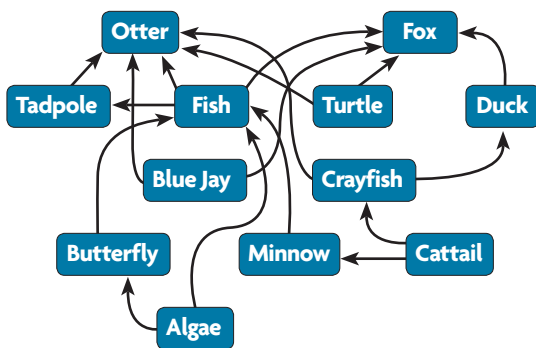 Otter
Fox
Tadpole
Fish
Turtle
Duck
Blue Jay
Crayfish
Butterfly
Minnow
Cattail
Algae